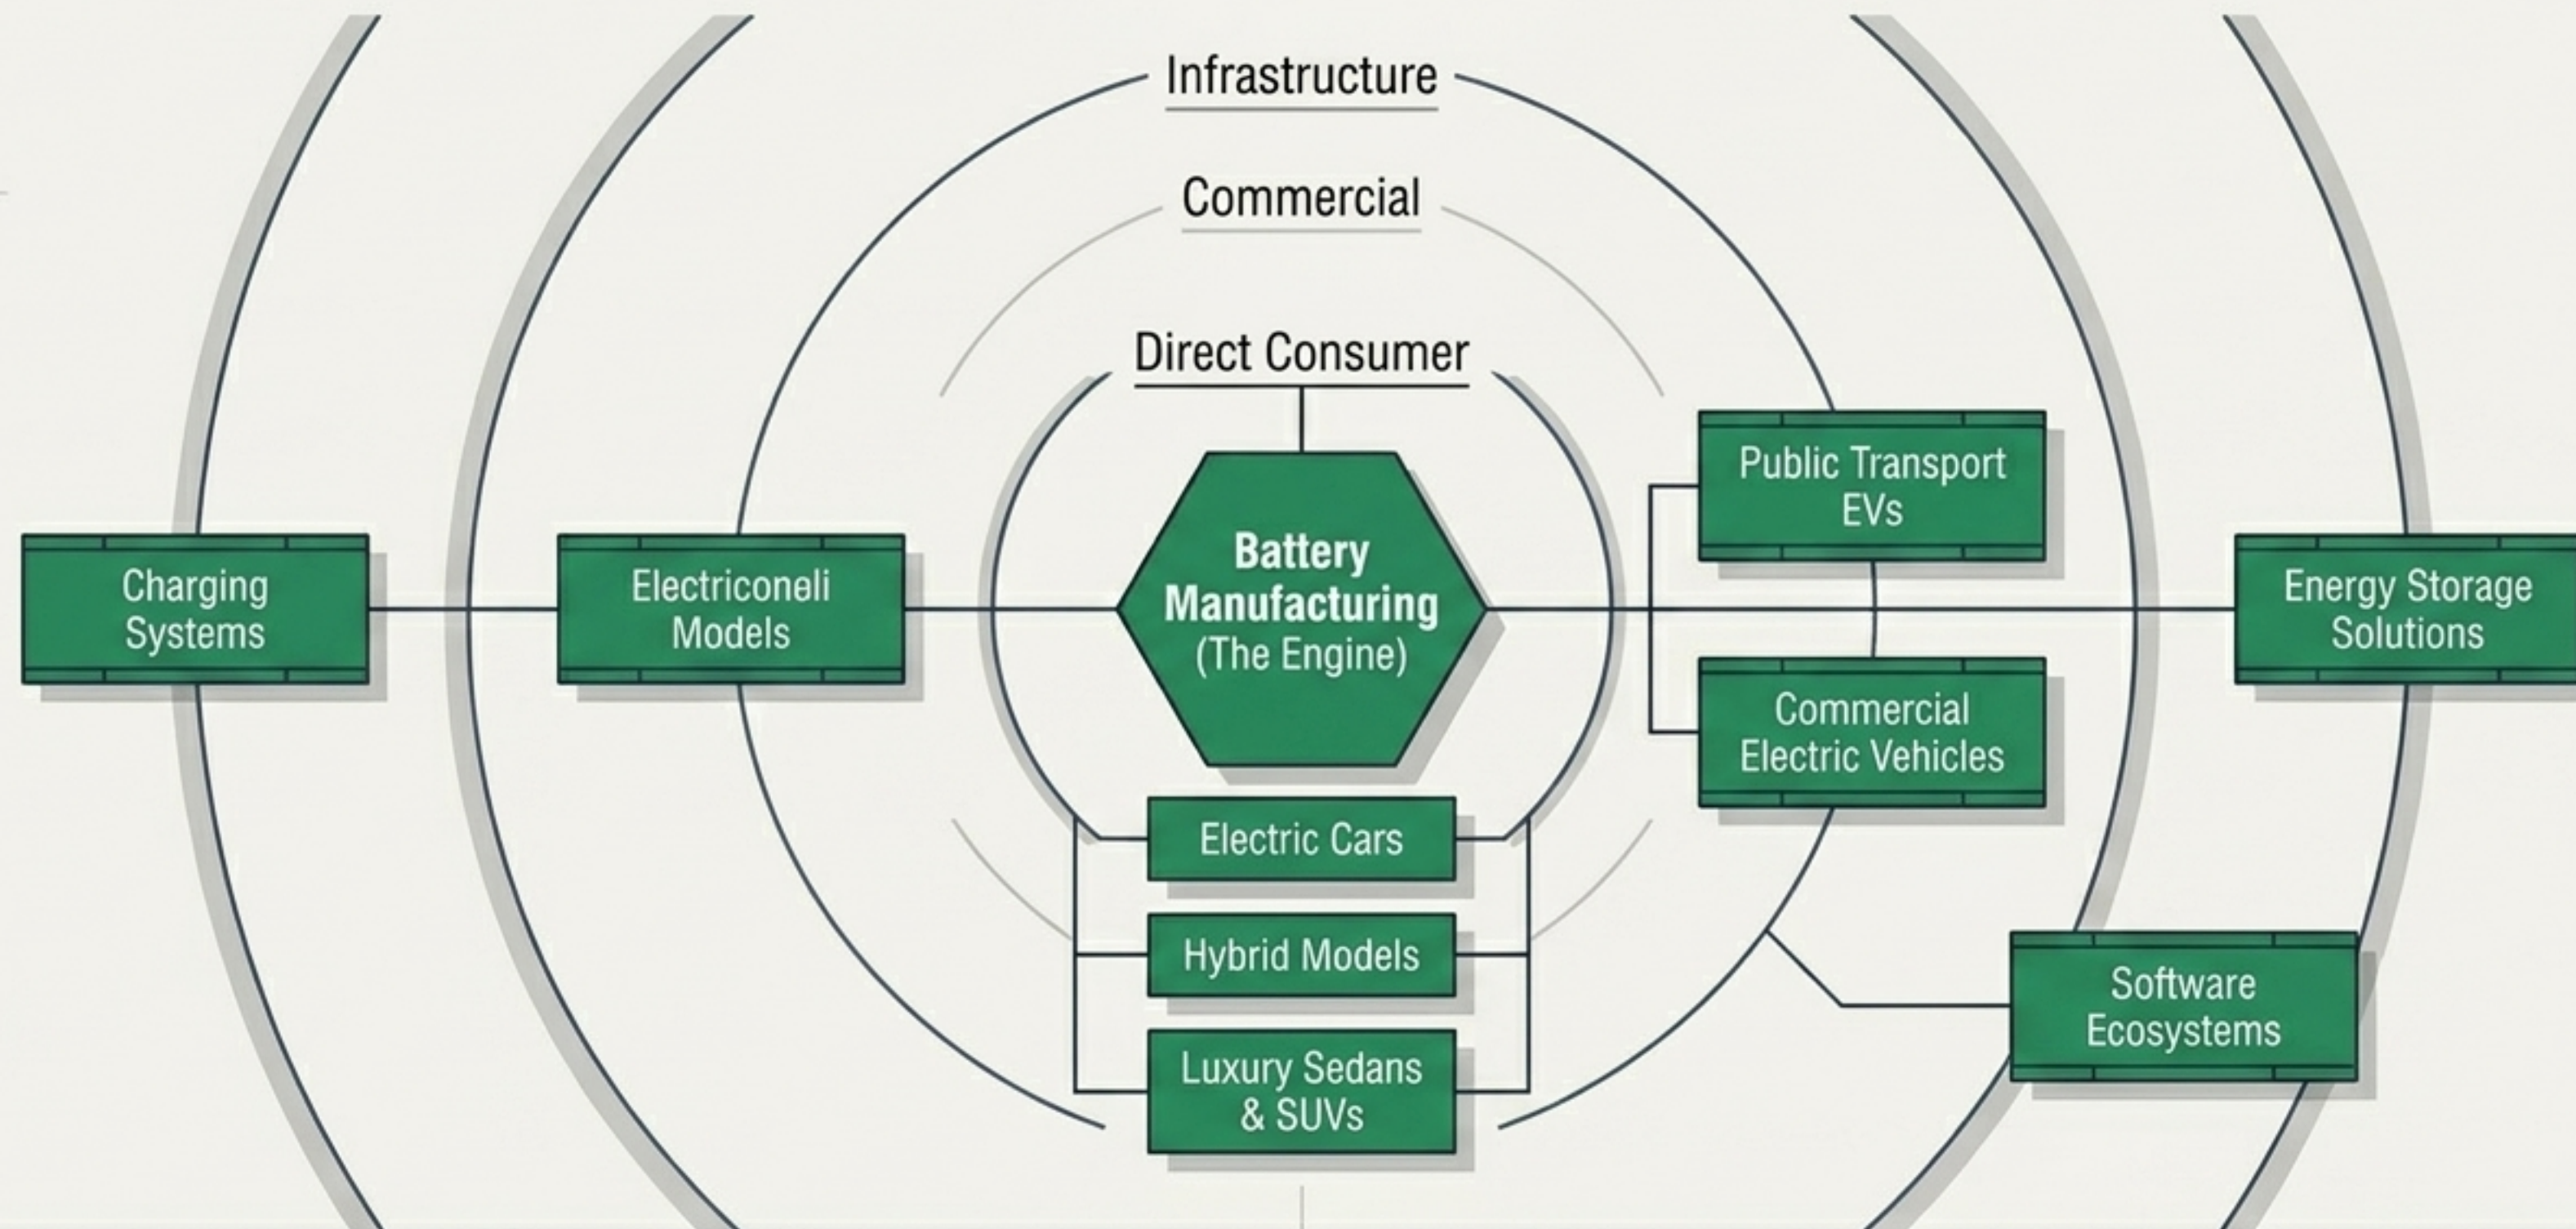 Infrastructure
Commercial
Direct Consumer
Battery
Manufacturing
(The Engine)
Public Transport
EVs
Charging
Systems
Electriconeli
Models
Energy Storage
Solutions
Commercial
Electric Vehicles
Electric Cars
Hybrid Models
Luxury Sedans
& SUVs
Software
Ecosystems